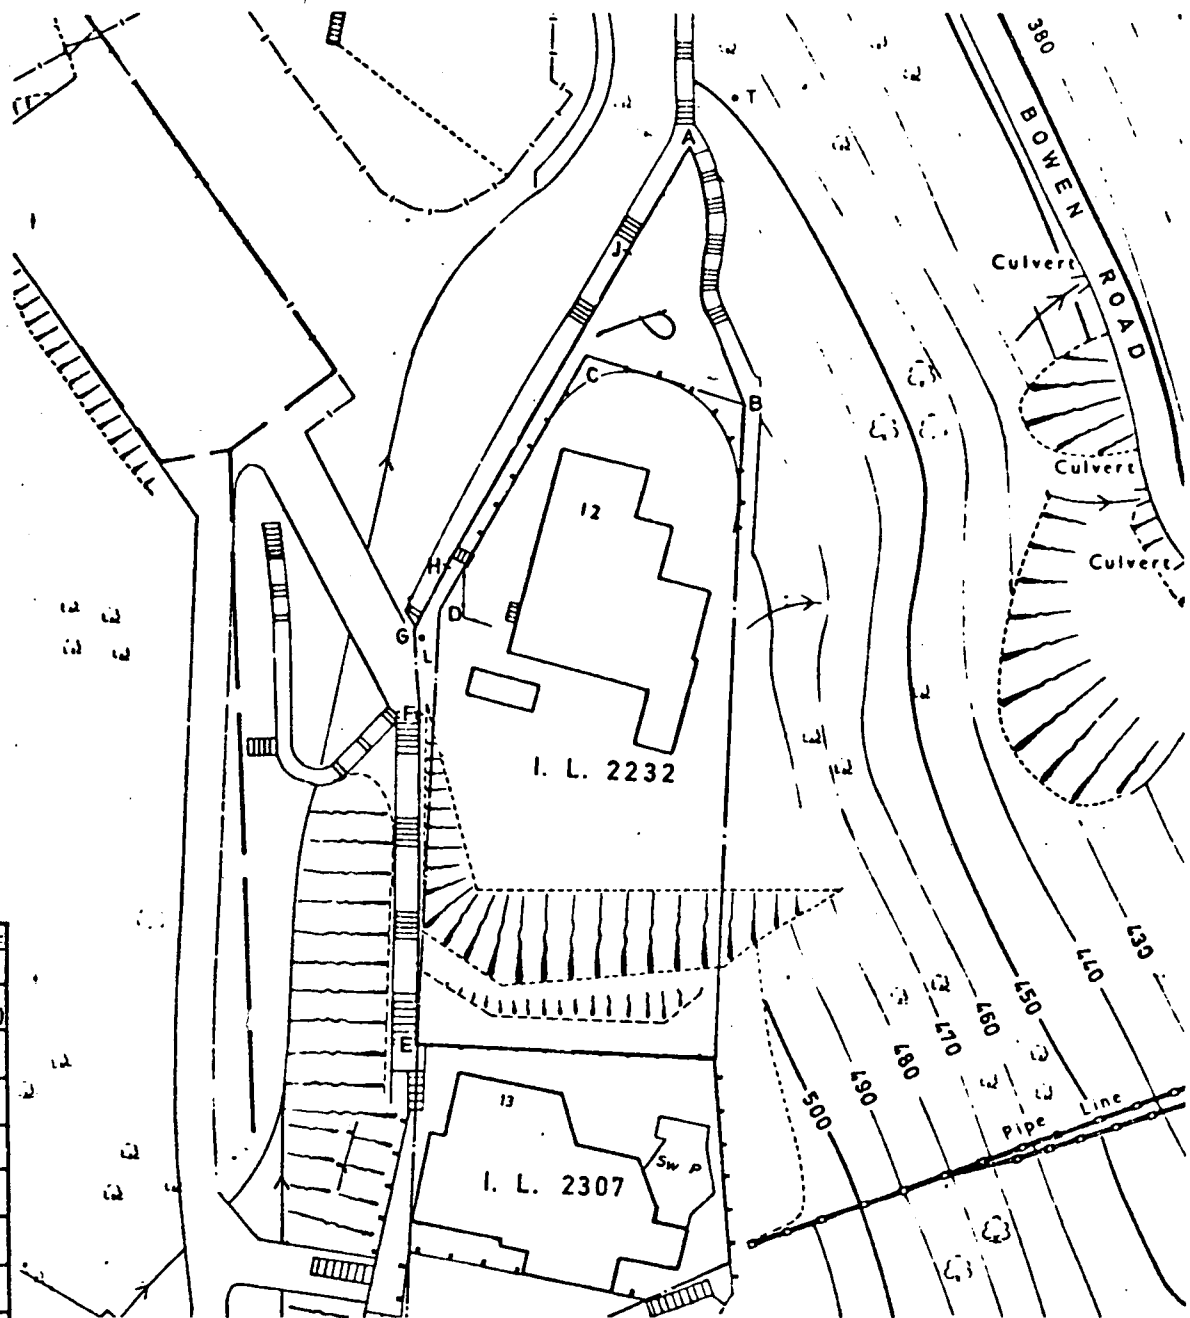 380
T
A
BOWEN ROAD
J
Culvert
C
B
Culvert
12
H
Culvert
D
G
L
F
I. L. 2232
430
440
450
460
470
480
490
500
E
Pipe Line
13
Sw P
I. L. 2307